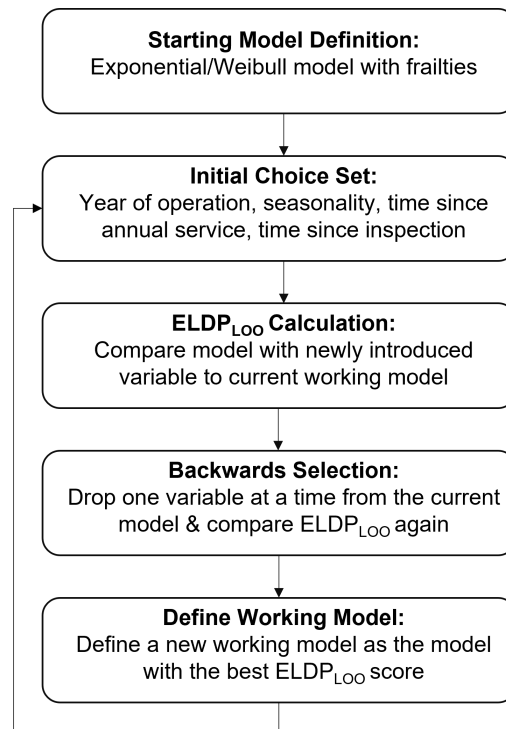 Starting Model Definition:
Exponential/Weibull model with frailties
Initial Choice Set:
Year of operation, seasonality, time since
annual service, time since inspection
ELDP_LOO Calculation:
Compare model with newly introduced
variable to current working model
Backwards Selection:
Drop one variable at a time from the current
model & compare ELDP_LOO again
Define Working Model:
Define a new working model as the model
with the best ELDP_LOO score